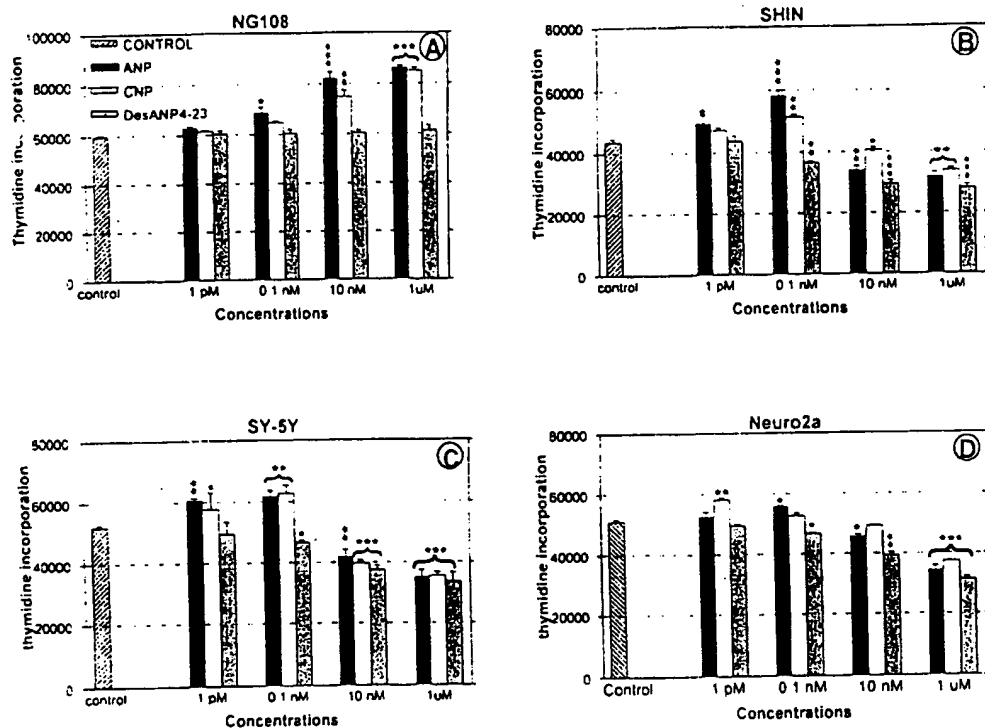 NG108
A
100000
80000
60000
40000
20000
0
Thymidine incorporation
CONTROL
ANP
CNP
DesANP4-23
*
***
**
***
control
1 pM
0 1 nM
10 nM
1uM
Concentrations
SHIN
B
80000
60000
40000
20000
0
Thymidine incorporation
control
1 pM
0 1 nM
10 nM
1uM
Concentrations
SY-5Y
C
60000
40000
20000
0
thymidine incorporation
**
*
**
*
***
***
control
1 pM
0 1 nM
10 nM
1uM
Concentrations
Neuro2a
D
80000
60000
40000
20000
0
thymidine incorporation
**
*
*
*
***
Control
1 pM
0 1 nM
10 nM
1 uM
Concentrations